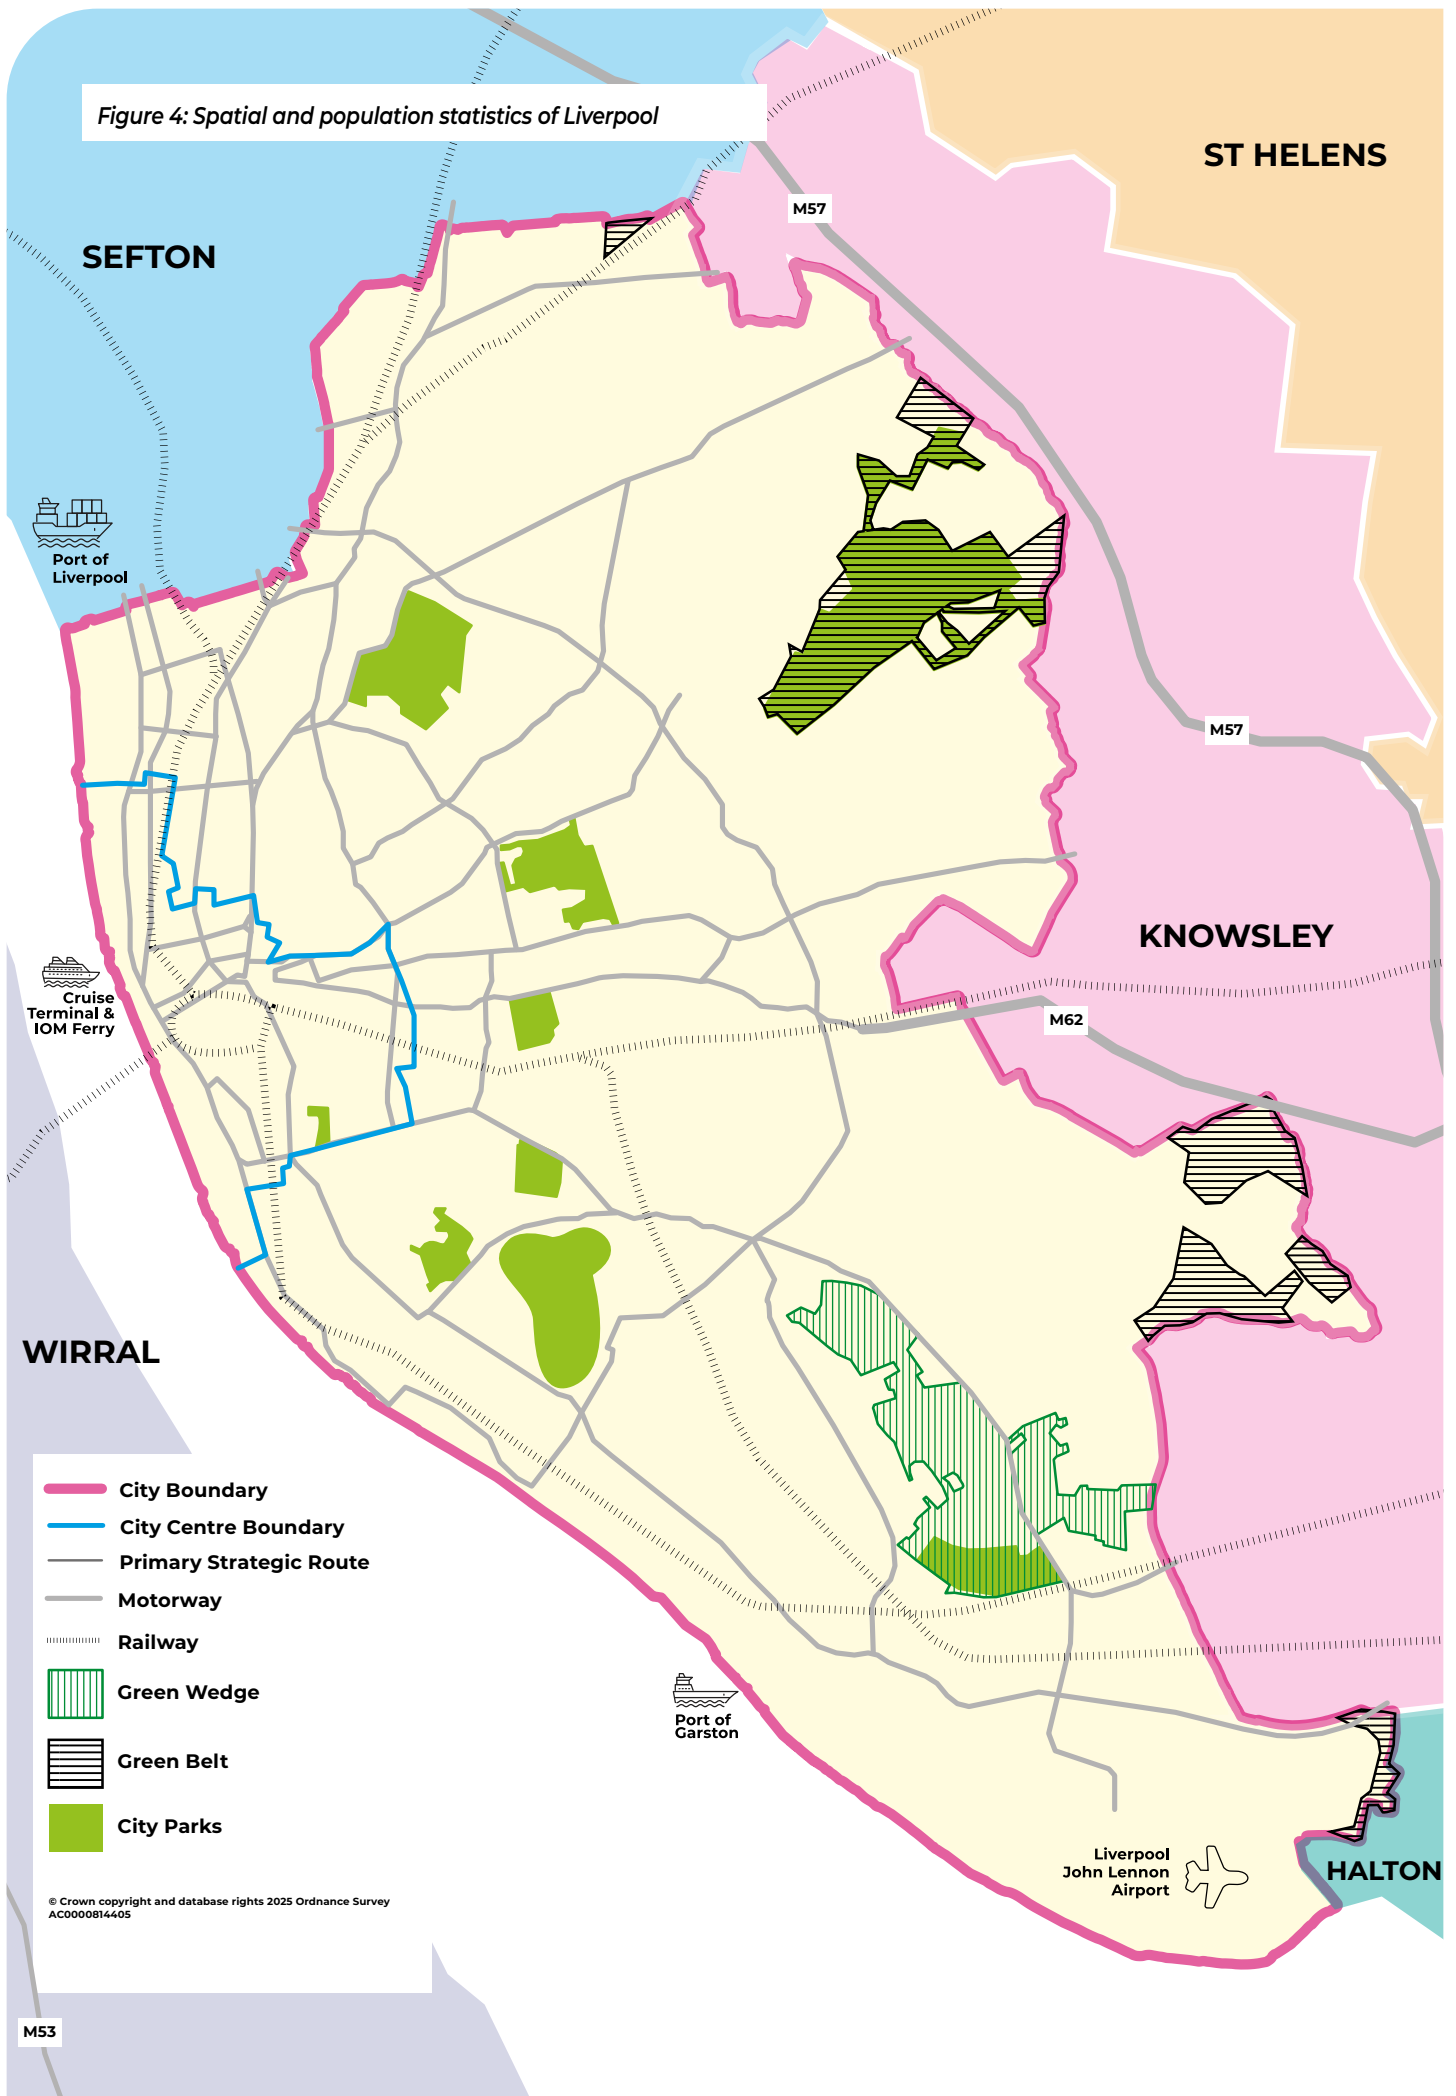 Figure 4: Spatial and population statistics of Liverpool
ST HELENS
M57
SEFTON
Port of
Liverpool
M57
KNOWSLEY
Cruise
Terminal &
IOM Ferry
M62
WIRRAL
City Boundary
City Centre Boundary
Primary Strategic Route
Motorway
Railway
Green Wedge
Green Belt
City Parks
Port of
Garston
Liverpool
John Lennon
Airport
HALTON
© Crown copyright and database rights 2025 Ordnance Survey
AC0000814405
M53